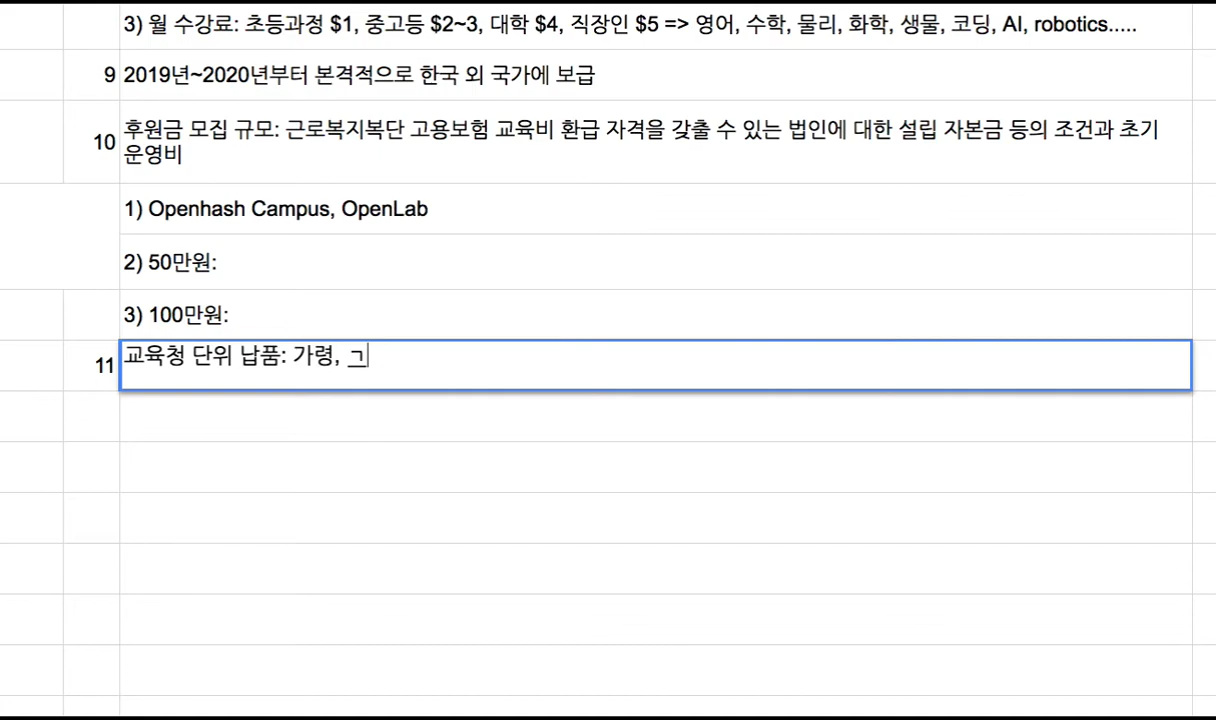 3) 월 수강료: 초등과정 $1, 중고등 $2~3, 대학 $4, 직장인 $5 => 영어, 수학, 물리, 화학, 생물, 코딩, AI, robotics.....
9 2019년~2020년부터 본격적으로 한국 외 국가에 보급
10 후원금 모집 규모: 근로복지복단 고용보험 교육비 환급 자격을 갖출 수 있는 법인에 대한 설립 자본금 등의 조건과 초기
운영비
1) Openhash Campus, OpenLab
2) 50만원:
3) 100만원:
11 교육청 단위 납품: 가령, ㄱ